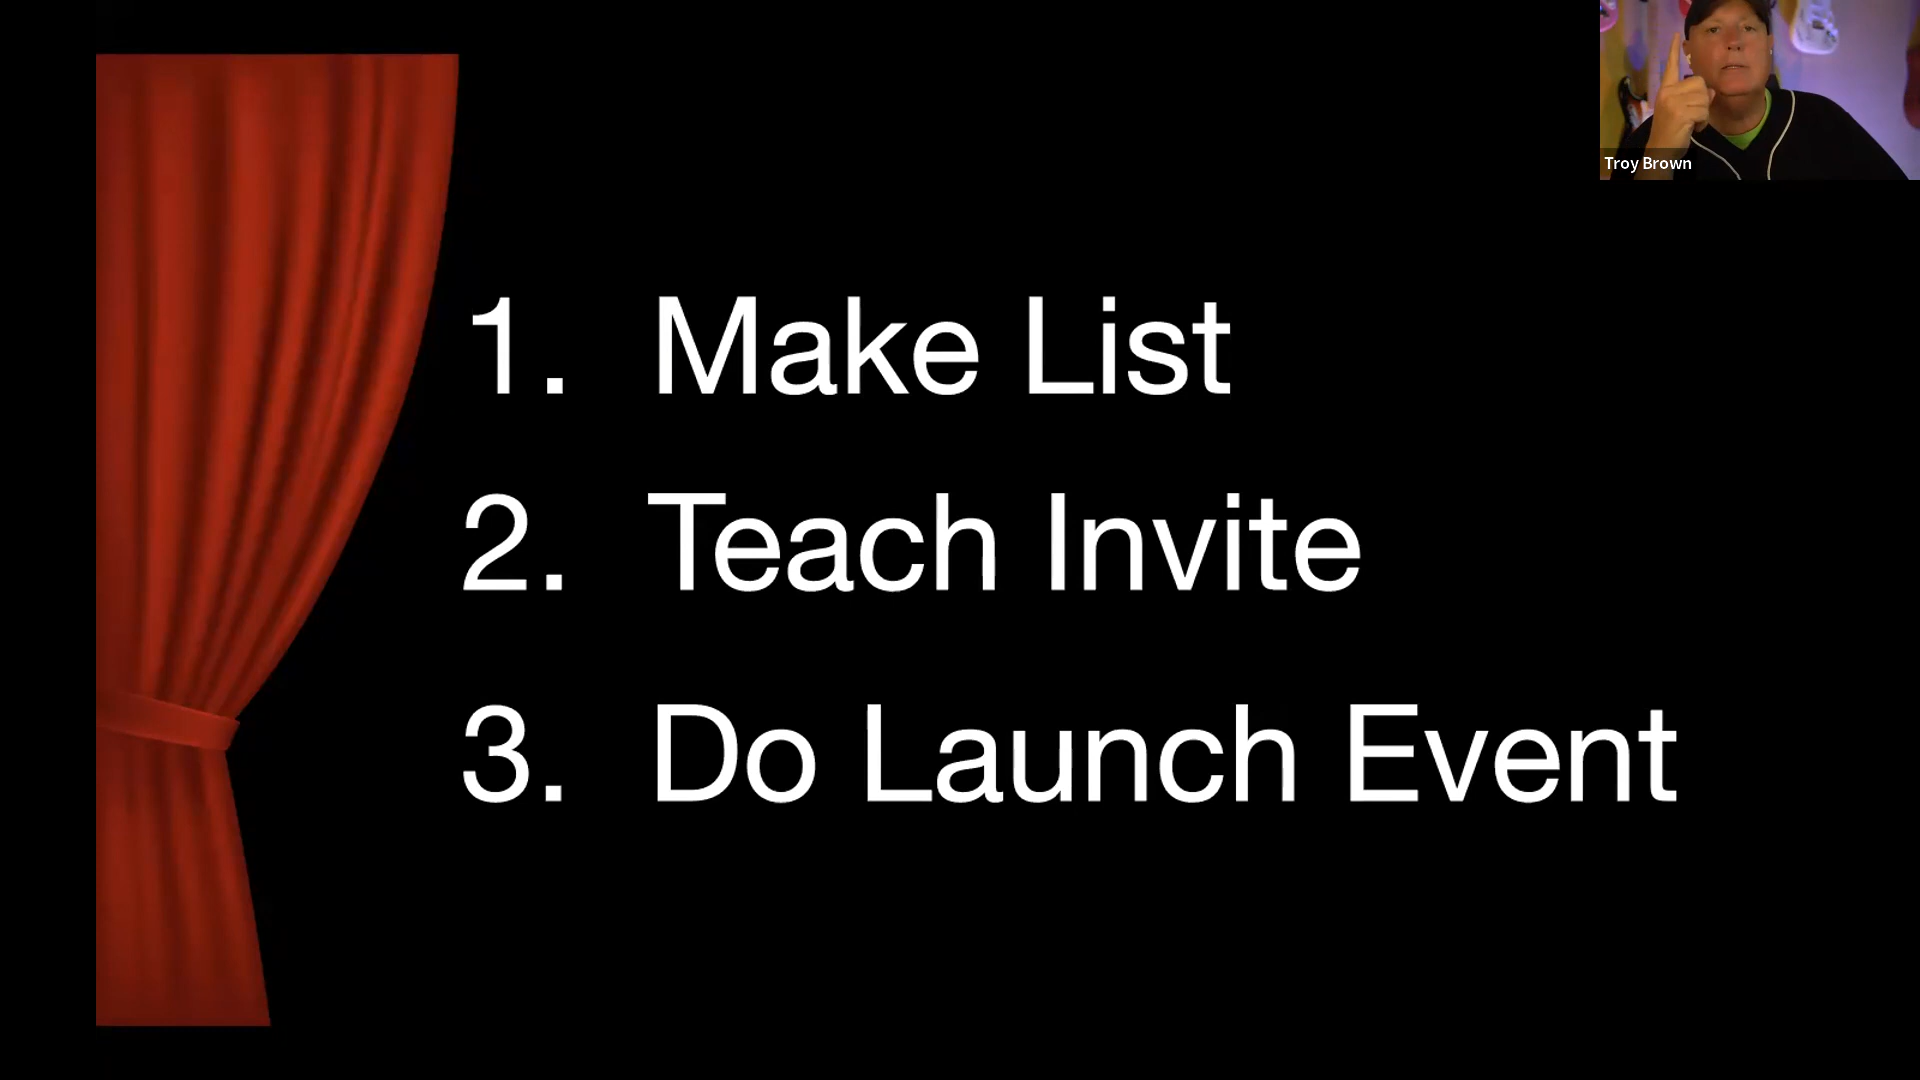 Troy Brown
1. Make List
2. Teach Invite
3. Do Launch Event